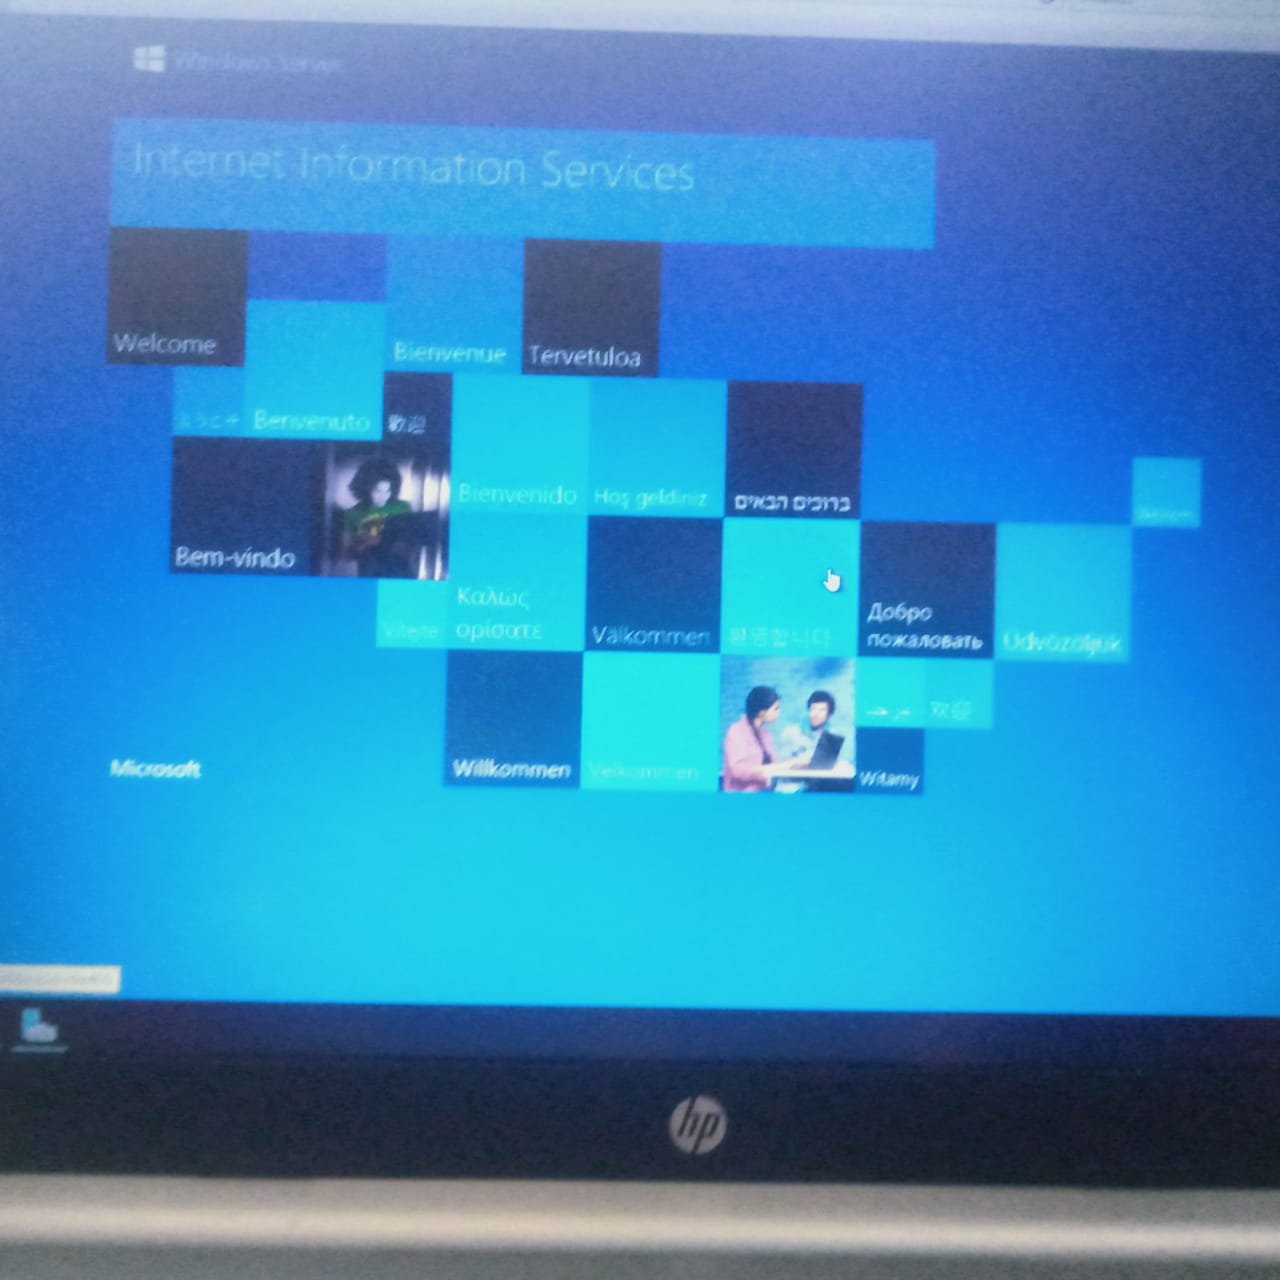 Windows Server
Internet Information Services
Welcome
Bienvenue
Tervetuloa
ようこそ
Benvenuto
歡迎
Bienvenido
Hoş geldiniz
ברוכים הבאים
Bem-vindo
Vítejte
Καλώς
ορίσατε
Välkommen
환영합니다
Добро
пожаловать
Üdvözöljük
Microsoft
Willkommen
Velkommen
مرحبا
欢迎
Witamy
hp